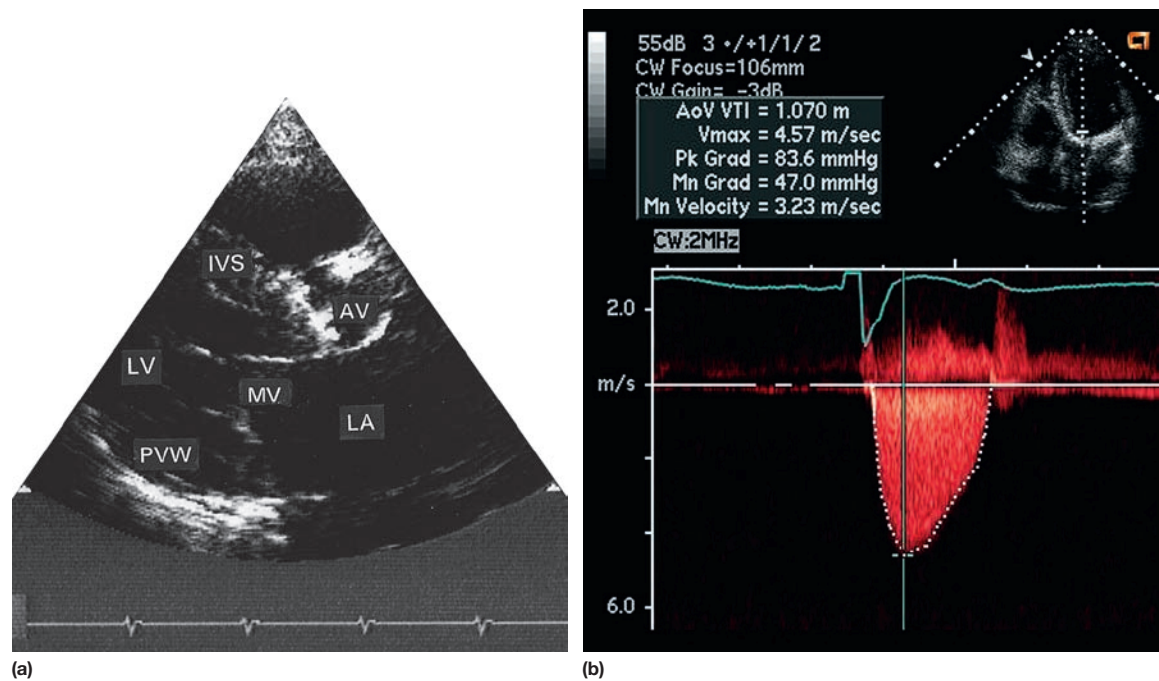 IVS
AV
LV
MV
LA
PVW
(a)
55dB 3 •/+1/1/2
CW Focus=106mm
CW Gain= -3dB
AoV VTI = 1.070 m
Vmax = 4.57 m/sec
Pk Grad = 83.6 mmHg
Mn Grad = 47.0 mmHg
Mn Velocity = 3.23 m/sec
CW:2MHz
2.0
m/s
6.0
(b)